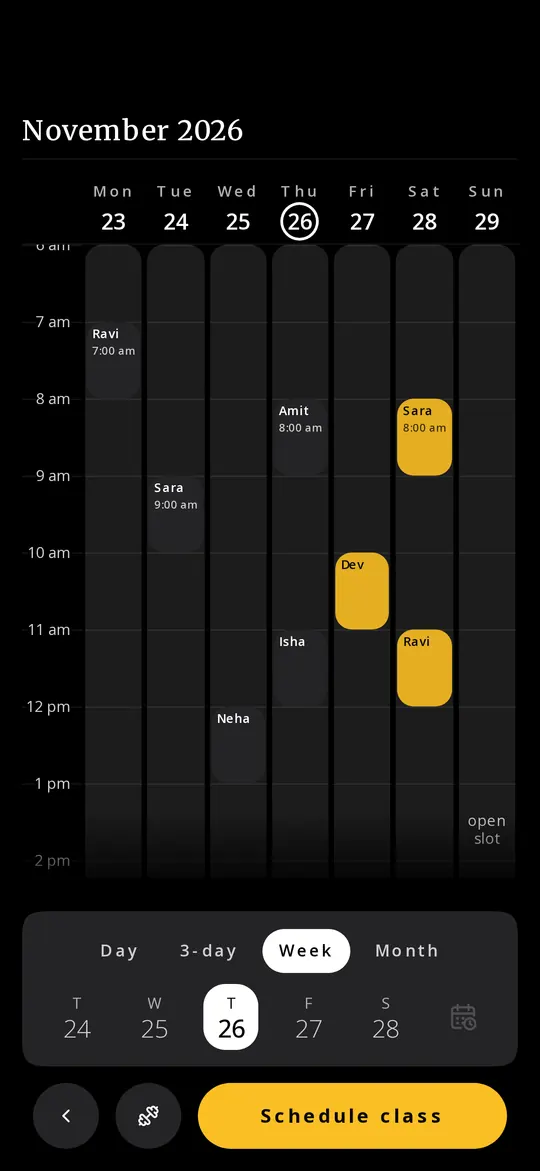 November 2026
Mon Tue Wed Thu Fri Sat Sun
23 24 25 26 27 28 29
6 am
7 am
Ravi
7:00 am
8 am
Amit
8:00 am
Sara
8:00 am
9 am
Sara
9:00 am
10 am
Dev
11 am
Isha
Ravi
12 pm
Neha
1 pm
open
slot
2 pm
Day 3-day Week Month
T W T F S
24 25 26 27 28
Schedule class